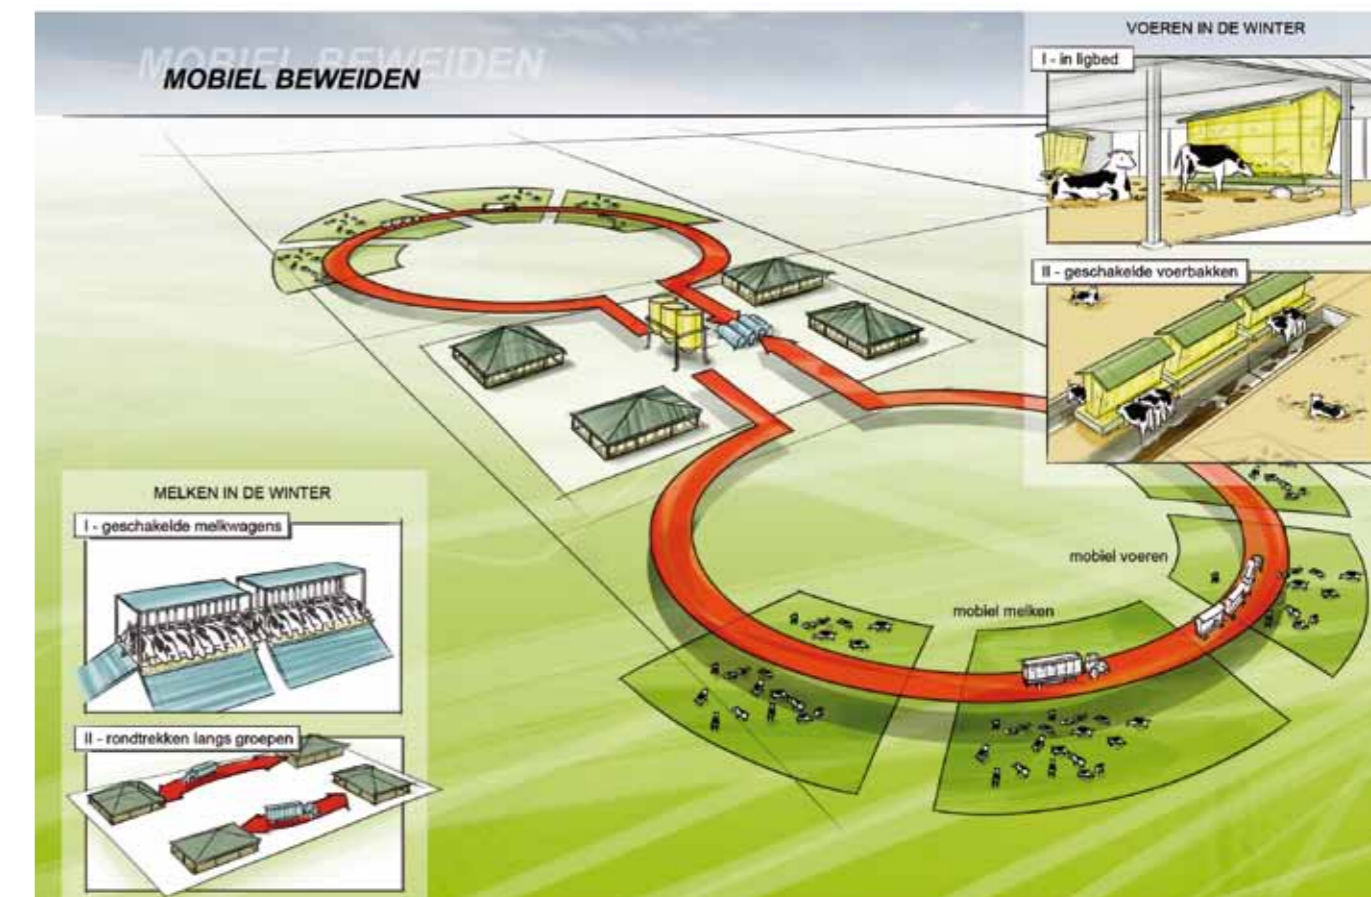 MOBIEL BEWEIDEN
MOBIEL BEWEIDEN
VOEREN IN DE WINTER
I - in ligbed
II - geschakelde voerbakken
mobiel voeren
mobiel melken
MELKEN IN DE WINTER
I - geschakelde melkwagens
II - rondtrekken langs groepen